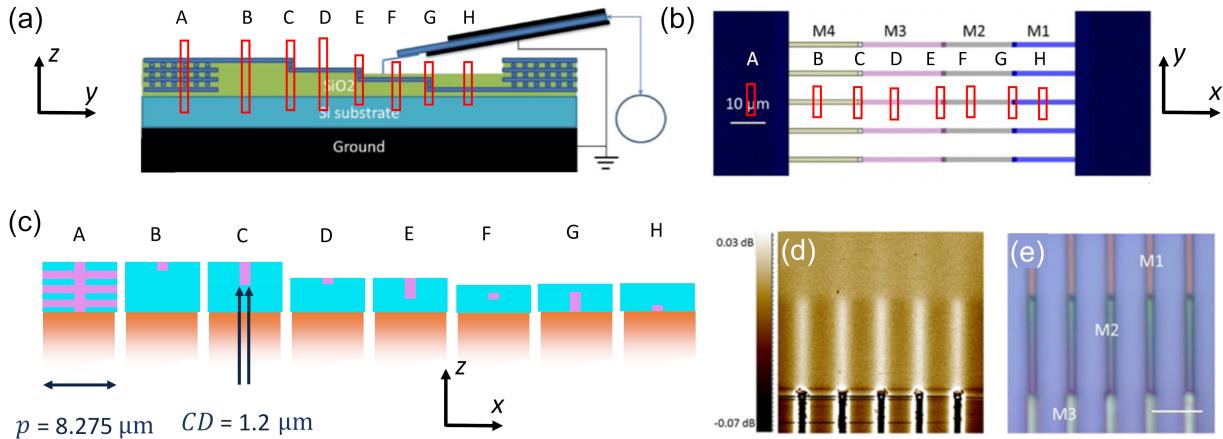 (a)
A B C D E F G H
z
y
SiO2
Si substrate
Ground
(b)
M4 M3 M2 M1
A B C D E F G H
10 µm
y
x
(c)
A B C D E F G H
z
x
p = 8.275 µm CD = 1.2 µm
0.03 dB
(d)
-0.07 dB
(e)
M1
M2
M3